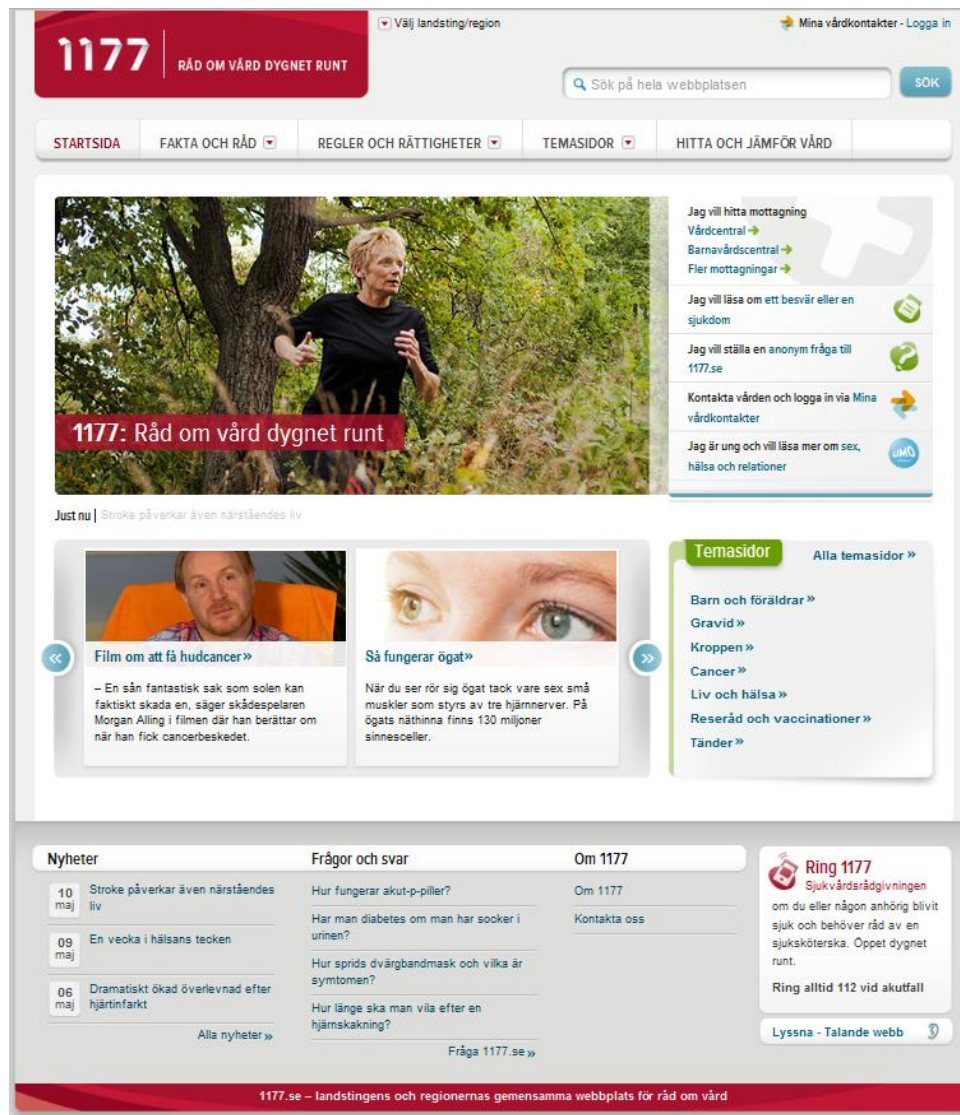 Välj landsting/region
Mina vårdkontakter - Logga in
1177 RÅD OM VÅRD DYGNET RUNT
Sök på hela webbplatsen
SÖK
STARTSIDA FAKTA OCH RÅD REGLER OCH RÄTTIGHETER TEMASIDOR HITTA OCH JÄMFÖR VÅRD
1177: Råd om vård dygnet runt
Jag vill hitta mottagning
Vårdcentral
Barnavårdscentral
Fler mottagningar
Jag vill läsa om ett besvär eller en
sjukdom
Jag vill ställa en anonym fråga till
1177.se
Kontakta vården och logga in via Mina
vårdkontakter
Jag är ung och vill läsa mer om sex,
hälsa och relationer
UMO
Just nu | Stroke påverkar även närståendes liv
Film om att få hudcancer »
– En sån fantastisk sak som solen kan
faktiskt skada en, säger skådespelaren
Morgan Alling i filmen där han berättar om
när han fick cancerbeskedet.
Så fungerar ögat »
När du ser rör sig ögat tack vare sex små
muskler som styrs av tre hjärnnerver. På
ögats näthinna finns 130 miljoner
sinnesceller.
Temasidor
Alla temasidor »
Barn och föräldrar »
Gravid »
Kroppen »
Cancer »
Liv och hälsa »
Reseråd och vaccinationer »
Tänder »
Nyheter
10 maj
Stroke påverkar även närståendes
liv
09 maj
En vecka i hälsans tecken
06 maj
Dramatiskt ökad överlevnad efter
hjärtinfarkt
Alla nyheter »
Frågor och svar
Hur fungerar akut-p-piller?
Har man diabetes om man har socker i
urinen?
Hur sprids dvärgbandmask och vilka är
symtomen?
Hur länge ska man vila efter en
hjärnskakning?
Fråga 1177.se »
Om 1177
Om 1177
Kontakta oss
Ring 1177
Sjukvårdsrådgivningen
om du eller någon anhörig blivit
sjuk och behöver råd av en
sjuksköterska. Öppet dygnet
runt.
Ring alltid 112 vid akutfall
Lyssna - Talande webb
1177.se – landstingens och regionernas gemensamma webbplats för råd om vård